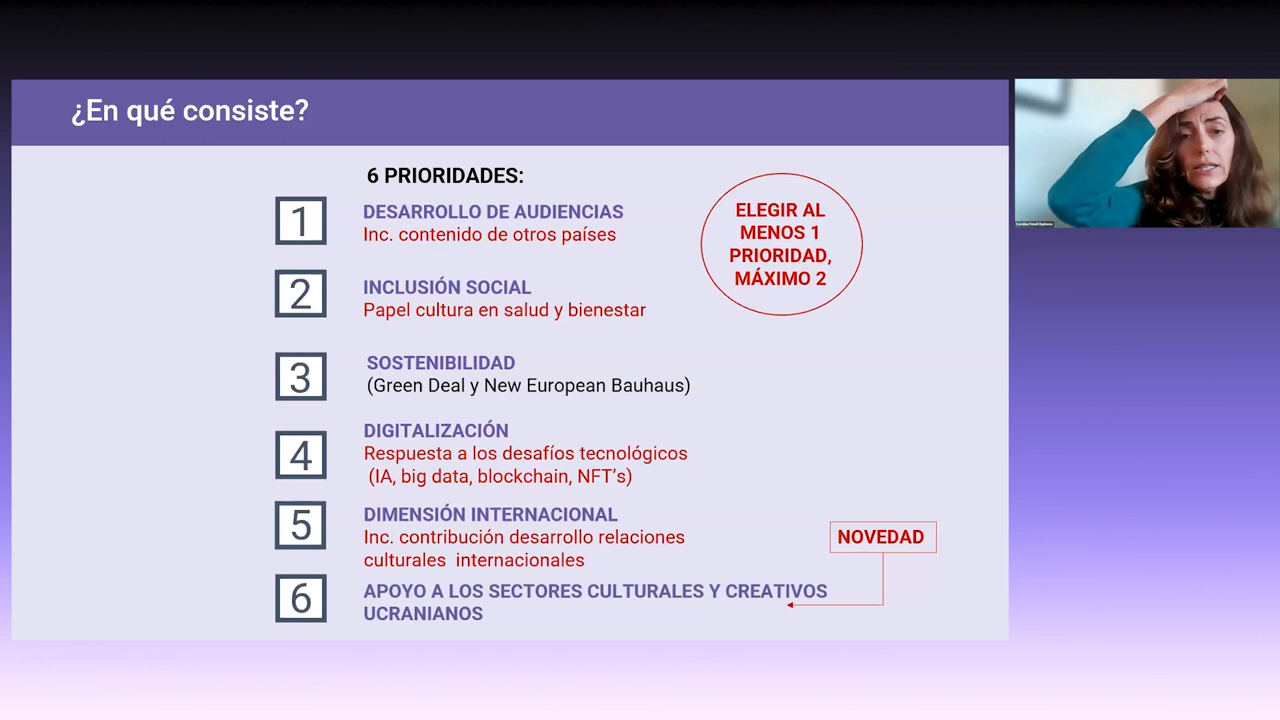 ¿En qué consiste?
6 PRIORIDADES:
1
DESARROLLO DE AUDIENCIAS
Inc. contenido de otros países
ELEGIR AL
MENOS 1
PRIORIDAD,
MÁXIMO 2
2
INCLUSIÓN SOCIAL
Papel cultura en salud y bienestar
3
SOSTENIBILIDAD
(Green Deal y New European Bauhaus)
4
DIGITALIZACIÓN
Respuesta a los desafíos tecnológicos
(IA, big data, blockchain, NFT’s)
5
DIMENSIÓN INTERNACIONAL
Inc. contribución desarrollo relaciones
culturales internacionales
NOVEDAD
6
APOYO A LOS SECTORES CULTURALES Y CREATIVOS
UCRANIANOS